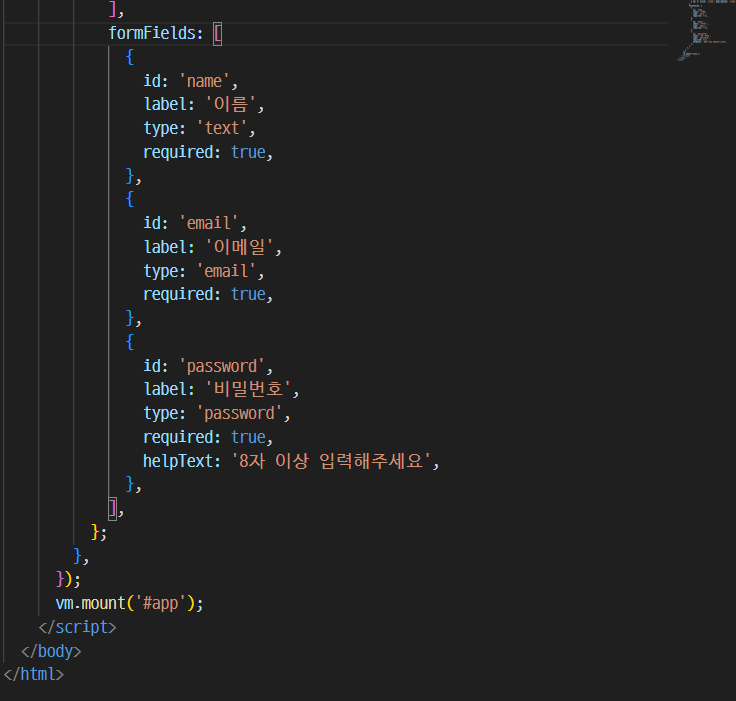 ],
formFields: [
{
id: 'name',
label: '이름',
type: 'text',
required: true,
},
{
id: 'email',
label: '이메일',
type: 'email',
required: true,
},
{
id: 'password',
label: '비밀번호',
type: 'password',
required: true,
helpText: '8자 이상 입력해주세요',
},
],
};
},
});
vm.mount('#app');
</script>
</body>
</html>